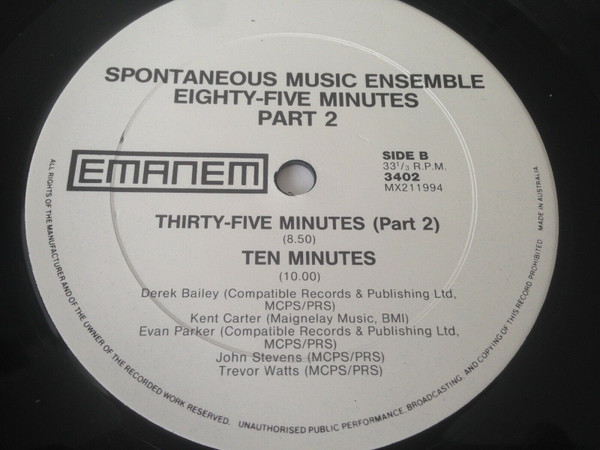 SPONTANEOUS MUSIC ENSEMBLE
EIGHTY-FIVE MINUTES
PART 2
EMANEM
SIDE B
33 1/3 R.P.M.
3402
MX211994
THIRTY-FIVE MINUTES (Part 2)
(8.50)
TEN MINUTES
(10.00)
Derek Bailey (Compatible Records & Publishing Ltd,
MCPS/PRS)
Kent Carter (Maignelay Music, BMI)
Evan Parker (Compatible Records & Publishing Ltd,
MCPS/PRS)
John Stevens (MCPS/PRS)
Trevor Watts (MCPS/PRS)
ALL RIGHTS OF THE MANUFACTURER AND OF THE OWNER OF THE RECORDED WORK RESERVED. UNAUTHORISED PUBLIC PERFORMANCE, BROADCASTING AND COPYING OF THIS RECORD PROHIBITED MADE IN AUSTRALIA